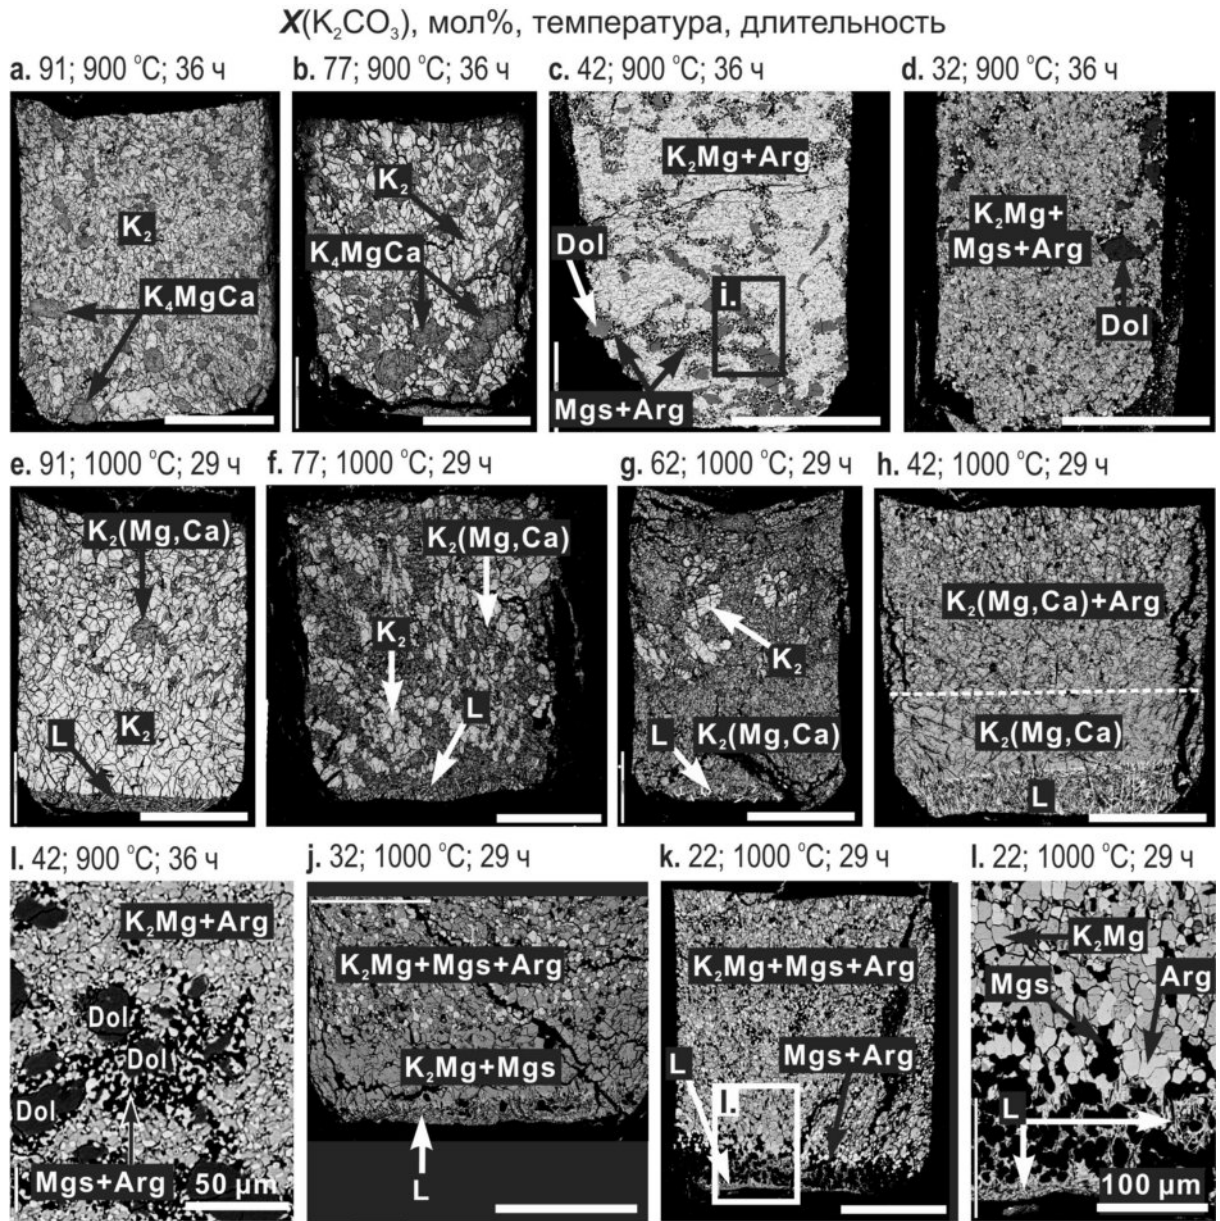 X(K₂CO₃), мол%, температура, длительность
a. 91; 900 °C; 36 ч
b. 77; 900 °C; 36 ч
c. 42; 900 °C; 36 ч
d. 32; 900 °C; 36 ч
K₂
K₄MgCa
K₂
K₄MgCa
K₂Mg+Arg
Dol
i.
Mgs+Arg
K₂Mg+
Mgs+Arg
Dol
e. 91; 1000 °C; 29 ч
f. 77; 1000 °C; 29 ч
g. 62; 1000 °C; 29 ч
h. 42; 1000 °C; 29 ч
K₂(Mg,Ca)
K₂
L
K₂(Mg,Ca)
K₂
L
K₂
L
K₂(Mg,Ca)
K₂(Mg,Ca)+Arg
K₂(Mg,Ca)
L
I. 42; 900 °C; 36 ч
j. 32; 1000 °C; 29 ч
k. 22; 1000 °C; 29 ч
l. 22; 1000 °C; 29 ч
K₂Mg+Arg
Dol
Dol
Dol
Mgs+Arg
50 µm
K₂Mg+Mgs+Arg
K₂Mg+Mgs
L
K₂Mg+Mgs+Arg
Mgs+Arg
L
l.
K₂Mg
Mgs
Arg
L
100 µm